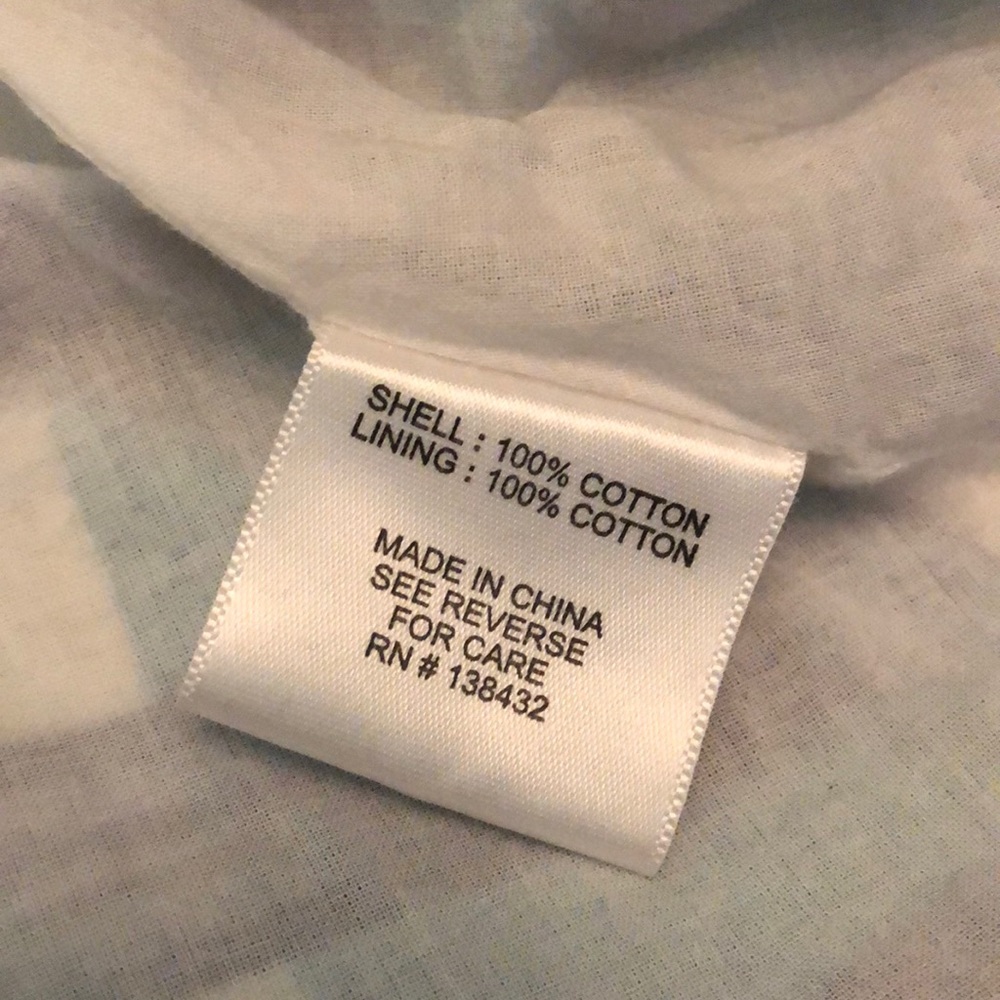 SHELL : 100% COTTON
LINING : 100% COTTON
MADE IN CHINA
SEE REVERSE
FOR CARE
RN # 138432